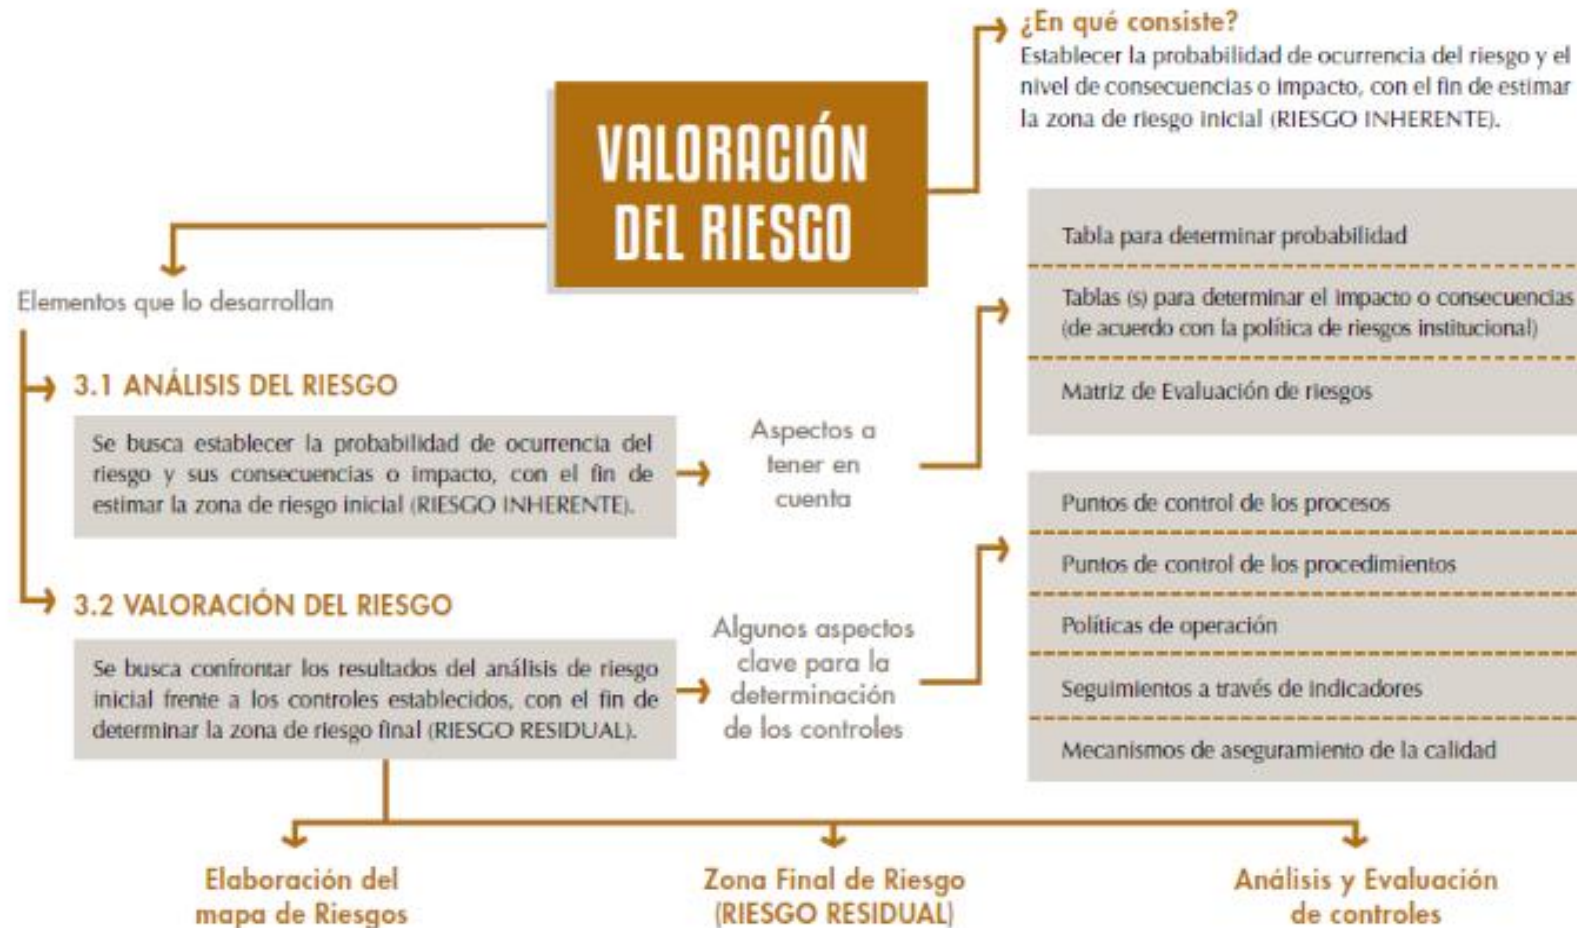 VALORACIÓN
DEL RIESGO
¿En qué consiste?
Establecer la probabilidad de ocurrencia del riesgo y el
nivel de consecuencias o impacto, con el fin de estimar
la zona de riesgo inicial (RIESGO INHERENTE).
Elementos que lo desarrollan
3.1 ANÁLISIS DEL RIESGO
Se busca establecer la probabilidad de ocurrencia del
riesgo y sus consecuencias o impacto, con el fin de
estimar la zona de riesgo inicial (RIESGO INHERENTE).
Aspectos a
tener en
cuenta
Tabla para determinar probabilidad
Tablas (s) para determinar el impacto o consecuencias
(de acuerdo con la política de riesgos institucional)
Matriz de Evaluación de riesgos
3.2 VALORACIÓN DEL RIESGO
Se busca confrontar los resultados del análisis de riesgo
inicial frente a los controles establecidos, con el fin de
determinar la zona de riesgo final (RIESGO RESIDUAL).
Algunos aspectos
clave para la
determinación
de los controles
Puntos de control de los procesos
Puntos de control de los procedimientos
Políticas de operación
Seguimientos a través de indicadores
Mecanismos de aseguramiento de la calidad
Elaboración del
mapa de Riesgos
Zona Final de Riesgo
(RIESGO RESIDUAL)
Análisis y Evaluación
de controles